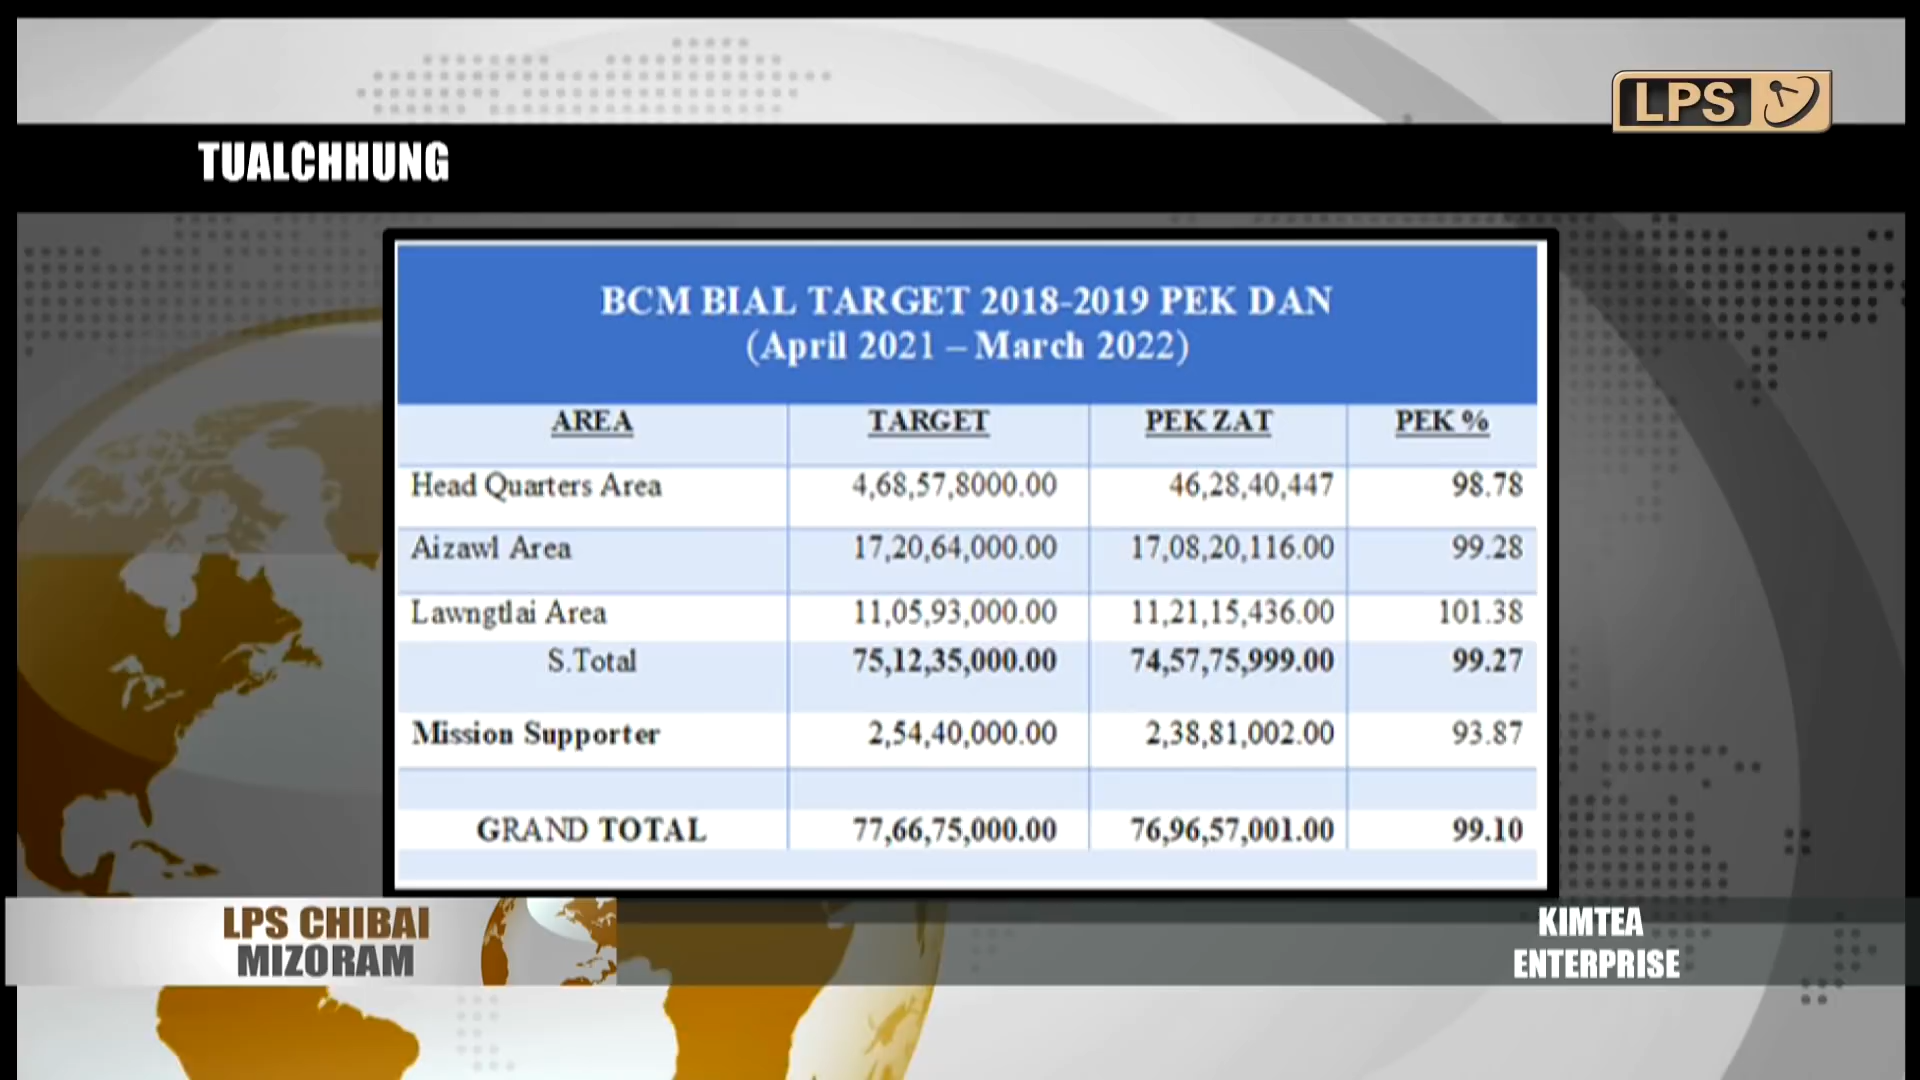 LPS
TUALCHHUNG
BCM BIAL TARGET 2018-2019 PEK DAN
(April 2021 – March 2022)
AREA TARGET PEK ZAT PEK %
Head Quarters Area 4,68,57,8000.00 46,28,40,447 98.78
Aizawl Area 17,20,64,000.00 17,08,20,116.00 99.28
Lawngtlai Area 11,05,93,000.00 11,21,15,436.00 101.38
S.Total 75,12,35,000.00 74,57,75,999.00 99.27
Mission Supporter 2,54,40,000.00 2,38,81,002.00 93.87
GRAND TOTAL 77,66,75,000.00 76,96,57,001.00 99.10
LPS CHIBAI
MIZORAM
KIMTEA
ENTERPRISE